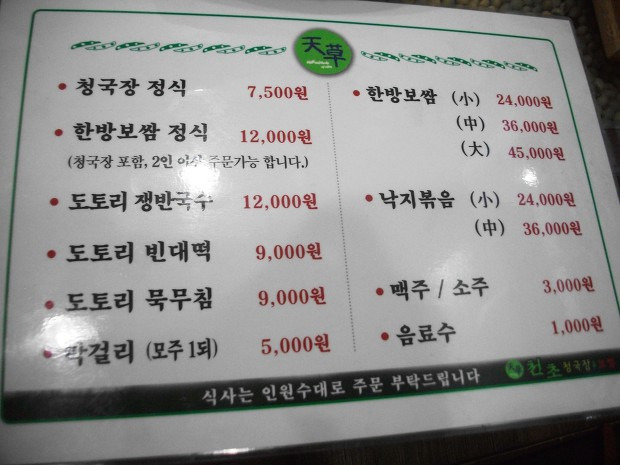 天草
청국장 정식 7,500원
한방보쌈 정식 12,000원
(청국장 포함, 2인 이상 주문가능 합니다.)
도토리 쟁반국수 12,000원
도토리 빈대떡 9,000원
도토리 묵무침 9,000원
막걸리 (모주 1되) 5,000원
한방보쌈 (小) 24,000원
(中) 36,000원
(大) 45,000원
낙지볶음 (小) 24,000원
(中) 36,000원
맥주 / 소주 3,000원
음료수 1,000원
천초 청국장&보쌈
식사는 인원수대로 주문 부탁드립니다